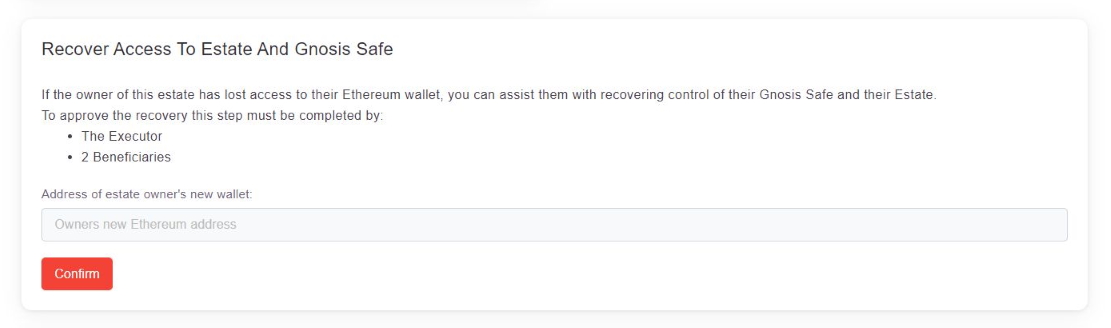 Recover Access To Estate And Gnosis Safe
If the owner of this estate has lost access to their Ethereum wallet, you can assist them with recovering control of their Gnosis Safe and their Estate.
To approve the recovery this step must be completed by:
• The Executor
• 2 Beneficiaries
Address of estate owner's new wallet:
Owners new Ethereum address
Confirm